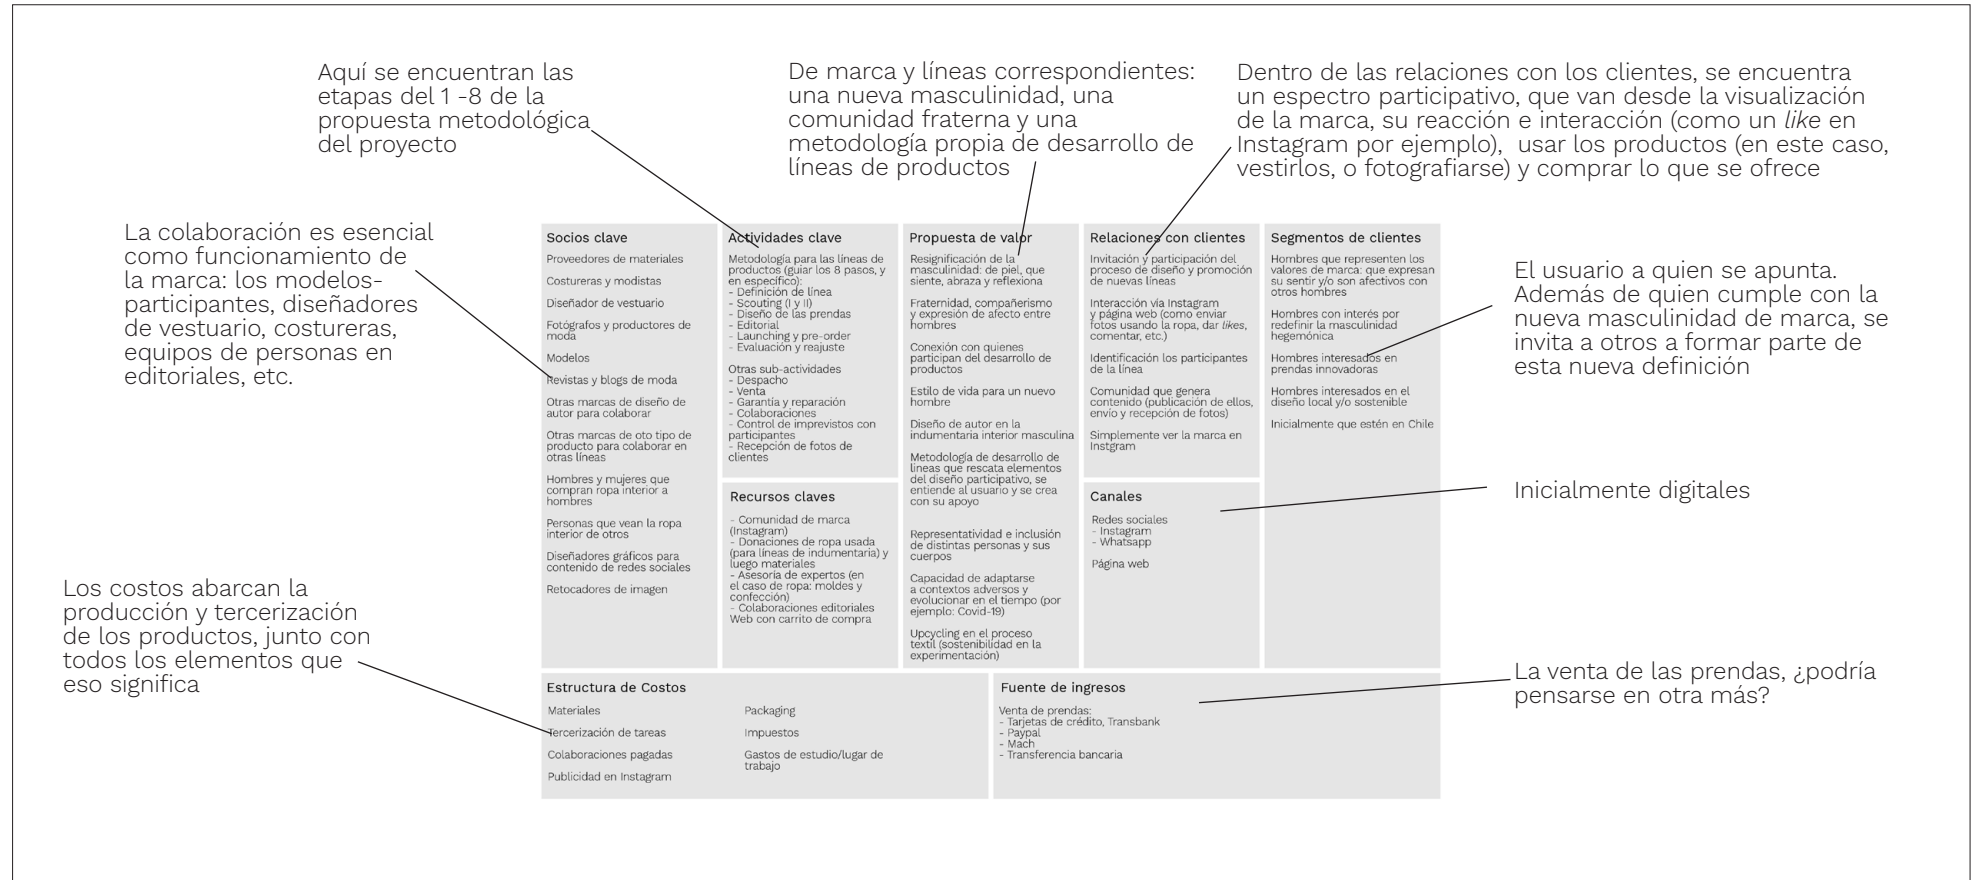 Aquí se encuentran las
etapas del 1 -8 de la
propuesta metodológica
del proyecto
De marca y líneas correspondientes:
una nueva masculinidad, una
comunidad fraterna y una
metodología propia de desarrollo de
líneas de productos
Dentro de las relaciones con los clientes, se encuentra
un espectro participativo, que van desde la visualización
de la marca, su reacción e interacción (como un like en
Instagram por ejemplo), usar los productos (en este caso,
vestirlos, o fotografiarse) y comprar lo que se ofrece
La colaboración es esencial
como funcionamiento de
la marca: los modelos-
participantes, diseñadores
de vestuario, costureras,
equipos de personas en
editoriales, etc.
Los costos abarcan la
producción y tercerización
de los productos, junto con
todos los elementos que
eso significa
Socios clave
Proveedores de materiales
Costureras y modistas
Diseñador de vestuario
Fotógrafos y productores de
moda
Modelos
Revistas y blogs de moda
Otras marcas de diseño de
autor para colaborar
Otras marcas de oto tipo de
producto para colaborar en
otras líneas
Hombres y mujeres que
compran ropa interior a
hombres
Personas que vean la ropa
interior de otros
Diseñadores gráficos para
contenido de redes sociales
Retocadores de imagen
Actividades clave
Metodología para las líneas de
productos (guiar los 8 pasos, y
en específico):
- Definición de línea
- Scouting (I y II)
- Diseño de las prendas
- Editorial
- Launching y pre-order
- Evaluación y reajuste
Otras sub-actividades
- Despacho
- Venta
- Garantía y reparación
- Colaboraciones
- Control de imprevistos con
participantes
- Recepción de fotos de
clientes
Recursos claves
- Comunidad de marca
(Instagram)
- Donaciones de ropa usada
(para líneas de indumentaria) y
luego materiales
- Asesoría de expertos (en
el caso de ropa: moldes y
confección)
- Colaboraciones editoriales
Web con carrito de compra
Propuesta de valor
Resignificación de la
masculinidad: de piel, que
siente, abraza y reflexiona
Fraternidad, compañerismo
y expresión de afecto entre
hombres
Conexión con quienes
participan del desarrollo de
productos
Estilo de vida para un nuevo
hombre
Diseño de autor en la
indumentaria interior masculina
Metodología de desarrollo de
lineas que rescata elementos
del diseño participativo, se
entiende al usuario y se crea
con su apoyo
Representatividad e inclusión
de distintas personas y sus
cuerpos
Capacidad de adaptarse
a contextos adversos y
evolucionar en el tiempo (por
ejemplo: Covid-19)
Upcycling en el proceso
textil (sostenibilidad en la
experimentación)
Relaciones con clientes
Invitación y participación del
proceso de diseño y promoción
de nuevas líneas
Interacción vía Instagram
y página web (como enviar
fotos usando la ropa, dar likes,
comentar, etc.)
Identificación los participantes
de la línea
Comunidad que genera
contenido (publicación de ellos,
envío y recepción de fotos)
Simplemente ver la marca en
Instgram
Canales
Redes sociales
- Instagram
- Whatsapp
Página web
Segmentos de clientes
Hombres que representen los
valores de marca: que expresan
su sentir y/o son afectivos con
otros hombres
Hombres con interés por
redefinir la masculinidad
hegemónica
Hombres interesados en
prendas innovadoras
Hombres interesados en el
diseño local y/o sostenible
Inicialmente que estén en Chile
Estructura de Costos
Materiales
Tercerización de tareas
Colaboraciones pagadas
Publicidad en Instagram
Packaging
Impuestos
Gastos de estudio/lugar de
trabajo
Fuente de ingresos
Venta de prendas:
- Tarjetas de crédito, Transbank
- Paypal
- Mach
- Transferencia bancaria
El usuario a quien se apunta.
Además de quien cumple con la
nueva masculinidad de marca, se
invita a otros a formar parte de
esta nueva definición
Inicialmente digitales
La venta de las prendas, ¿podría
pensarse en otra más?